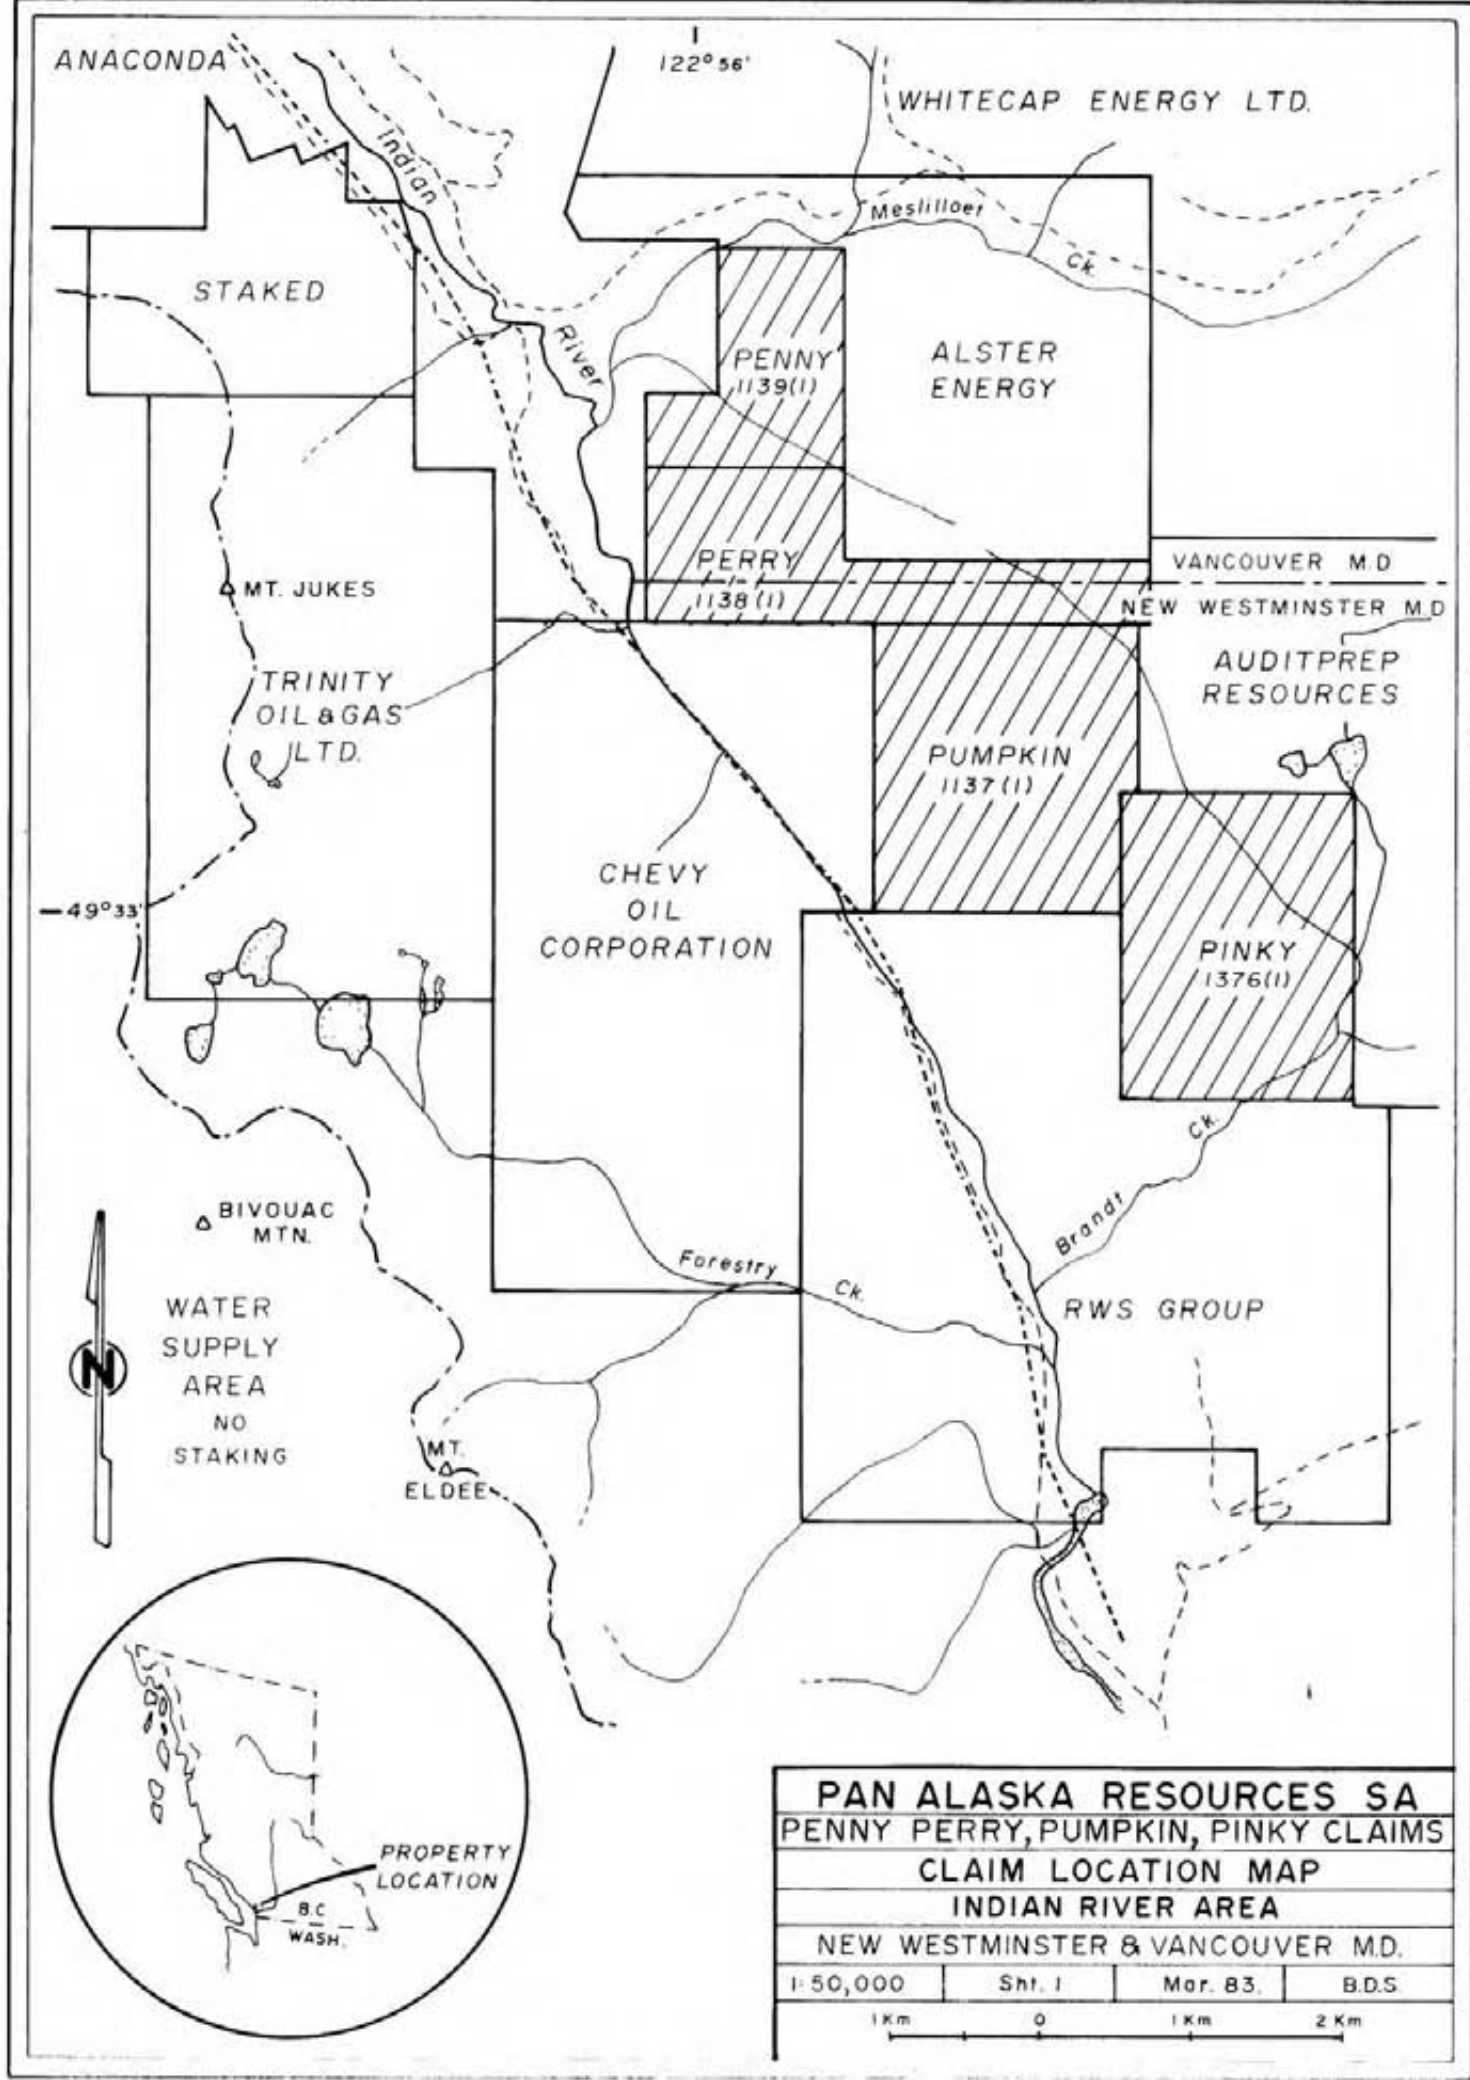 ANACONDA
122°56'
WHITECAP ENERGY LTD.
Indian
River
Meslilloet
Ck.
STAKED
PENNY
1139(1)
ALSTER
ENERGY
PERRY
1138(1)
VANCOUVER M.D
NEW WESTMINSTER M.D
MT. JUKES
TRINITY
OIL & GAS
LTD.
AUDITPREP
RESOURCES
PUMPKIN
1137(1)
CHEVY
OIL
CORPORATION
49°33'
PINKY
1376(1)
Brandt
Ck.
BIVOUAC
MTN.
Forestry
Ck.
RWS GROUP
WATER
SUPPLY
AREA
NO
STAKING
N
MT.
ELDEE
PROPERTY
LOCATION
B.C
WASH.
PAN ALASKA RESOURCES SA
PENNY PERRY, PUMPKIN, PINKY CLAIMS
CLAIM LOCATION MAP
INDIAN RIVER AREA
NEW WESTMINSTER & VANCOUVER M.D.
1:50,000 Sht. 1 Mar. 83. B.D.S.
1 Km 0 1 Km 2 Km